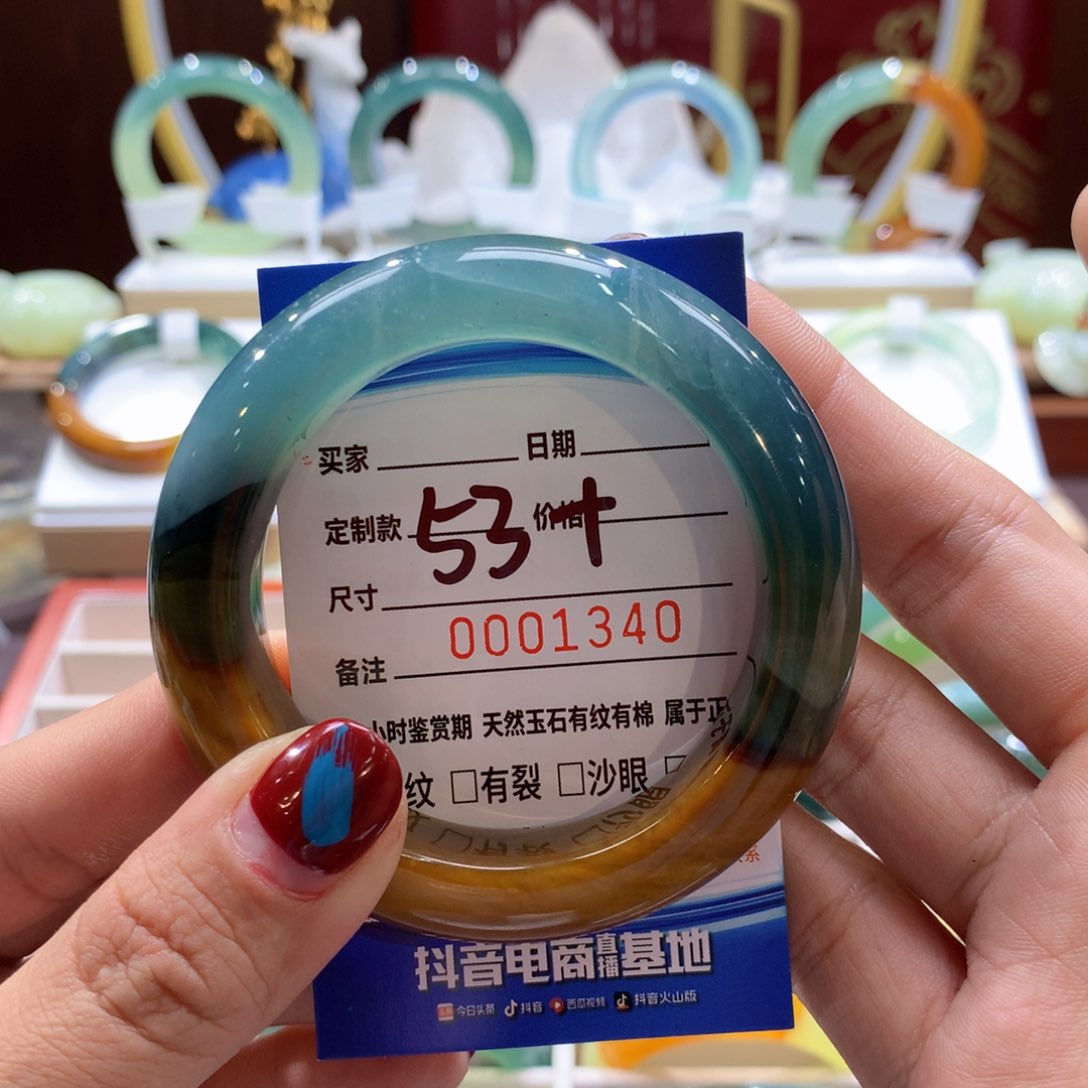 买家 日期
定制款 53+ 价格
尺寸
0001340
备注
小时鉴赏期 天然玉石有纹有棉 属于正
纹 □有裂 □沙眼 □
系
抖音电商直播基地
今日头条 抖音 西瓜视频 抖音火山版